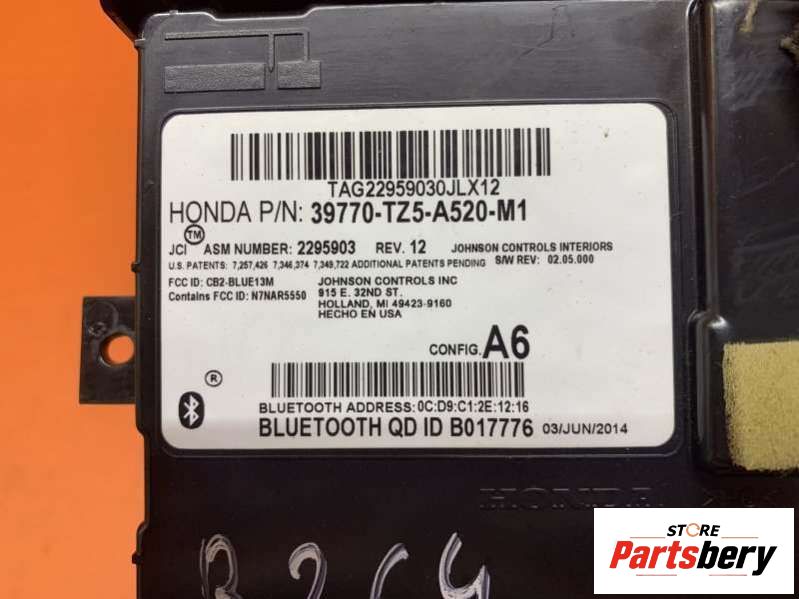 TAG22959030JLX12
HONDA P/N: 39770-TZ5-A520-M1
JCI TM ASM NUMBER: 2295903 REV. 12 JOHNSON CONTROLS INTERIORS
U.S. PATENTS: 7,257,426 7,346,374 7,349,722 ADDITIONAL PATENTS PENDING S/W REV: 02.05.000
FCC ID: CB2-BLUE13M JOHNSON CONTROLS INC
Contains FCC ID: N7NAR5550 915 E. 32ND ST.
HOLLAND, MI 49423-9160
HECHO EN USA
CONFIG. A6
®
BLUETOOTH ADDRESS:0C:D9:C1:2E:12:16
BLUETOOTH QD ID B017776 03/JUN/2014
HONDA
STORE
Partsbery